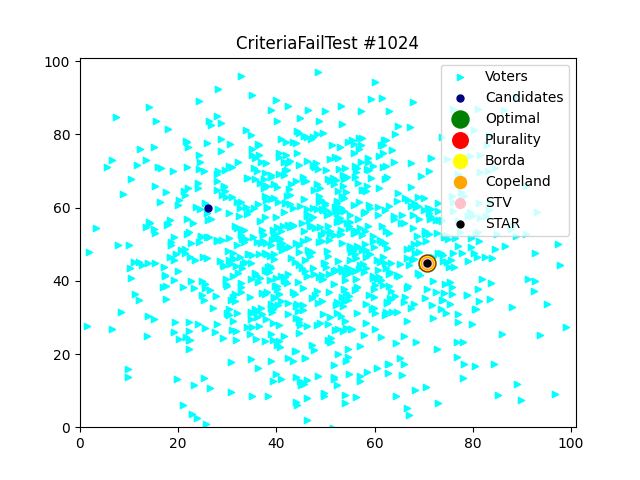 CriteriaFailTest #1024
100
80
60
40
20
0
0
20
40
60
80
100
Voters
Candidates
Optimal
Plurality
Borda
Copeland
STV
STAR